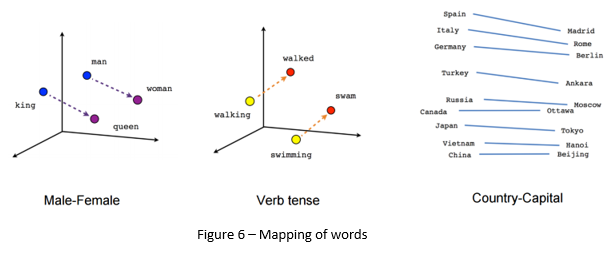 man
woman
king
queen
Male-Female
walked
swam
walking
swimming
Verb tense
Spain
Madrid
Italy
Rome
Germany
Berlin
Turkey
Ankara
Russia
Moscow
Canada
Ottawa
Japan
Tokyo
Vietnam
Hanoi
China
Beijing
Country-Capital
Figure 6 – Mapping of words